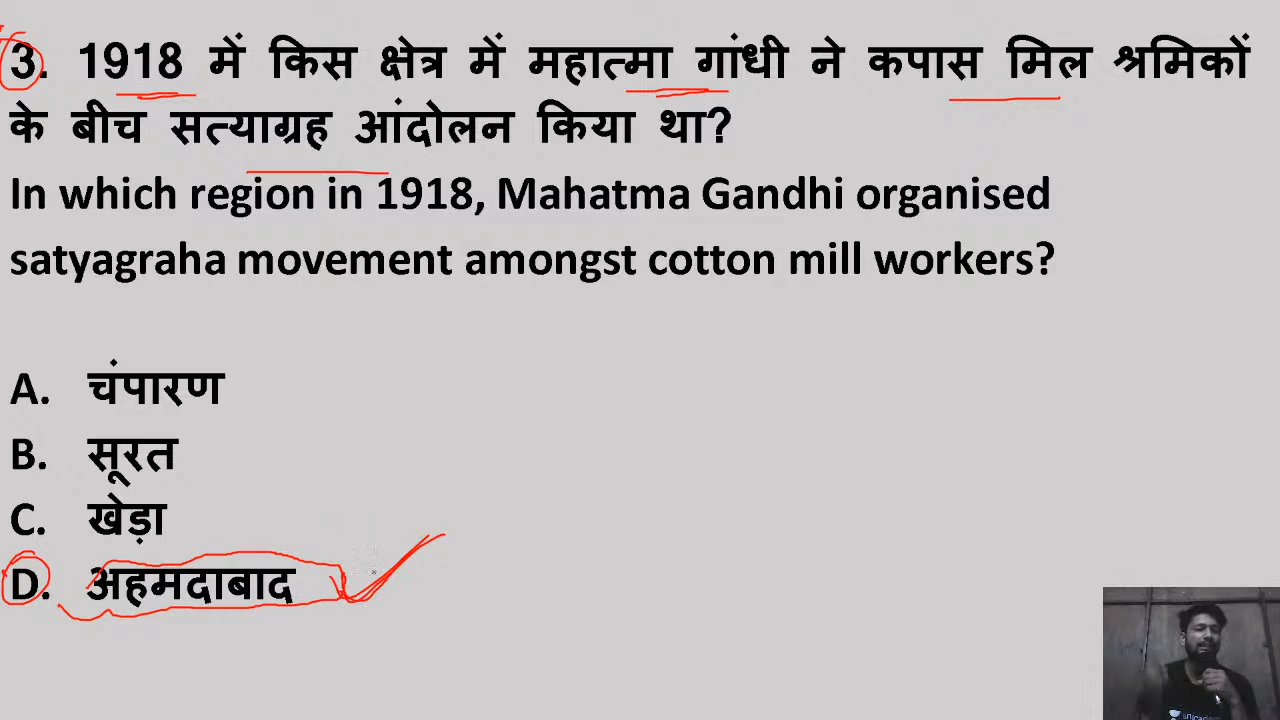 3. 1918 में किस क्षेत्र में महात्मा गांधी ने कपास मिल श्रमिकों
के बीच सत्याग्रह आंदोलन किया था?
In which region in 1918, Mahatma Gandhi organised
satyagraha movement amongst cotton mill workers?
A. चंपारण
B. सूरत
C. खेड़ा
D. अहमदाबाद